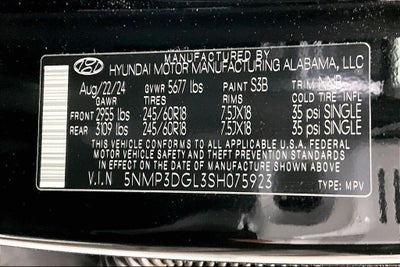 MANUFACTURED BY
HYUNDAI MOTOR MANUFACTURING ALABAMA, LLC
Aug/22/24 GVWR 5677 lbs PAINT S3B TRIM NNB
GAWR TIRES RIMS COLD TIRE INFL
FRONT 2955 lbs 245/60R18 7.5JX18 35 psi SINGLE
REAR 3109 lbs 245/60R18 7.5JX18 35 psi SINGLE
THIS VEHICLE CONFORMS TO ALL APPLICABLE U.S.A. FEDERAL
MOTOR VEHICLE SAFETY AND THEFT PREVENTION STANDARDS
IN EFFECT ON THE DATE OF MANUFACTURE SHOWN ABOVE
V.I.N 5NMP3DGL3SH075923 TYPE: MPV